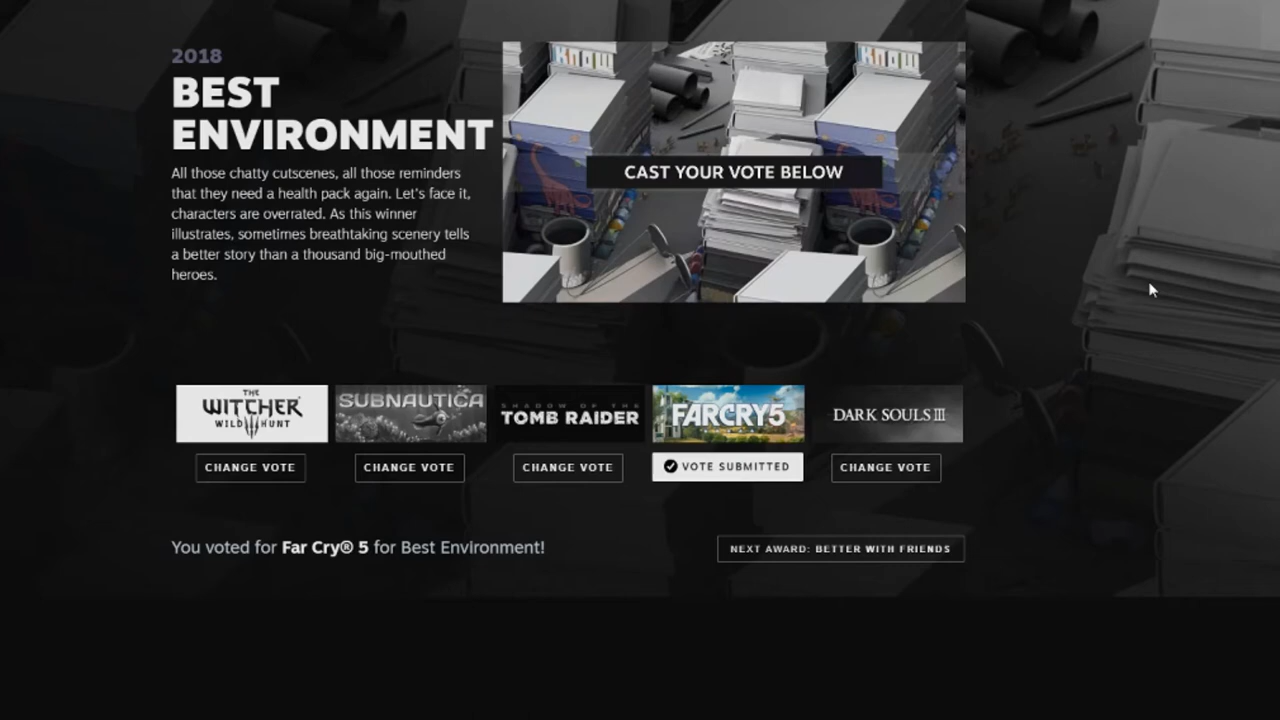 2018
BEST
ENVIRONMENT
All those chatty cutscenes, all those reminders
that they need a health pack again. Let's face it,
characters are overrated. As this winner
illustrates, sometimes breathtaking scenery tells
a better story than a thousand big-mouthed
heroes.
CAST YOUR VOTE BELOW
THE
WITCHER
WILD HUNT
SUBNAUTICA
SHADOW OF THE
TOMB RAIDER
FARCRY5
DARK SOULS III
CHANGE VOTE
CHANGE VOTE
CHANGE VOTE
VOTE SUBMITTED
CHANGE VOTE
You voted for Far Cry® 5 for Best Environment!
NEXT AWARD: BETTER WITH FRIENDS